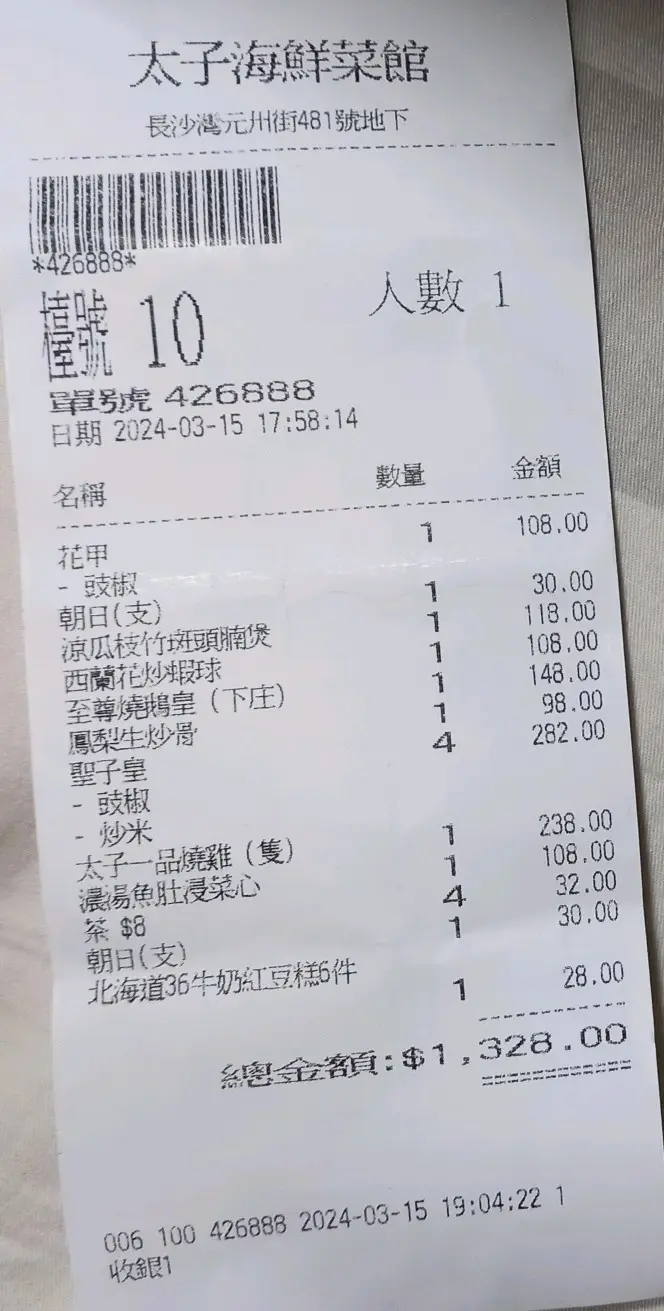 太子海鮮菜館
長沙灣元州街481號地下
*426888*
檯號 10 人數 1
單號 426888
日期 2024-03-15 17:58:14
名稱 數量 金額
花甲 1 108.00
- 豉椒
朝日(支) 1 30.00
涼瓜枝竹斑頭腩煲 1 118.00
西蘭花炒蝦球 1 108.00
至尊燒鵝皇 (下庄) 1 148.00
鳳梨生炒骨 1 98.00
聖子皇 4 282.00
- 豉椒
- 炒米
太子一品燒雞 (隻) 1 238.00
濃湯魚肚浸菜心 1 108.00
茶 $8 4 32.00
朝日(支) 1 30.00
北海道36牛奶紅豆糕6件 1 28.00
總金額:$1,328.00
006 100 426888 2024-03-15 19:04:22 1
收銀1